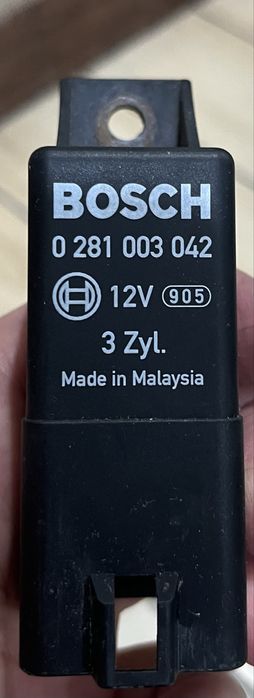 BOSCH
0 281 003 042
12V 905
3 Zyl.
Made in Malaysia